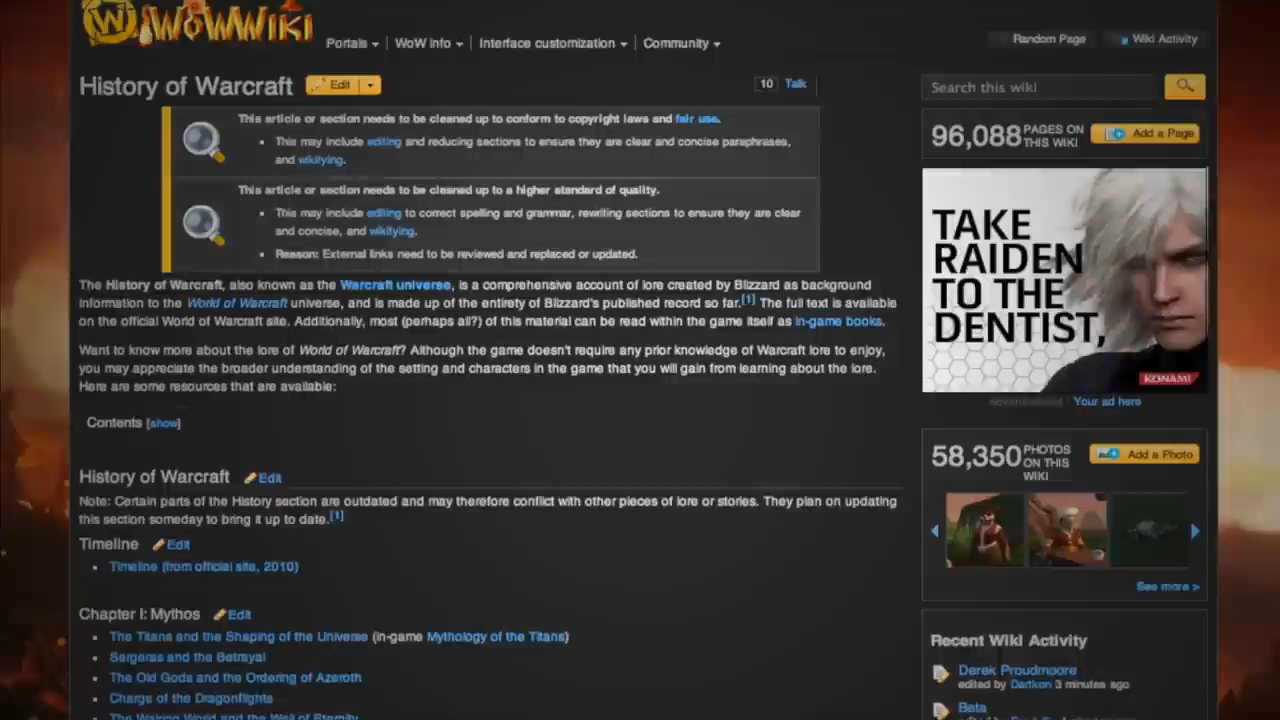 WoWWiki
Portals
WoW info
Interface customization
Community
Random Page
Wiki Activity
History of Warcraft
Edit
10
Talk
Search this wiki
This article or section needs to be cleaned up to conform to copyright laws and fair use.
This may include editing and reducing sections to ensure they are clear and concise paraphrases,
and wikifying.
This article or section needs to be cleaned up to a higher standard of quality.
This may include editing to correct spelling and grammar, rewriting sections to ensure they are clear
and concise, and wikifying.
Reason: External links need to be reviewed and replaced or updated.
The History of Warcraft, also known as the Warcraft universe, is a comprehensive account of lore created by Blizzard as background
information to the World of Warcraft universe, and is made up of the entirety of Blizzard's published record so far.[1] The full text is available
on the official World of Warcraft site. Additionally, most (perhaps all?) of this material can be read within the game itself as in-game books.
Want to know more about the lore of World of Warcraft? Although the game doesn't require any prior knowledge of Warcraft lore to enjoy,
you may appreciate the broader understanding of the setting and characters in the game that you will gain from learning about the lore.
Here are some resources that are available:
Contents [show]
History of Warcraft Edit
Note: Certain parts of the History section are outdated and may therefore conflict with other pieces of lore or stories. They plan on updating
this section someday to bring it up to date.[1]
Timeline Edit
Timeline (from official site, 2010)
Chapter I: Mythos Edit
The Titans and the Shaping of the Universe (in-game Mythology of the Titans)
Sargeras and the Betrayal
The Old Gods and the Ordering of Azeroth
Charge of the Dragonflights
The Waking World and the Well of Eternity
96,088 PAGES ON
THIS WIKI
Add a Page
TAKE
RAIDEN
TO THE
DENTIST,
KONAMI
Your ad here
58,350 PHOTOS
ON THIS
WIKI
Add a Photo
See more >
Recent Wiki Activity
Derek Proudmoore
edited by Dartkon 3 minutes ago
Beta